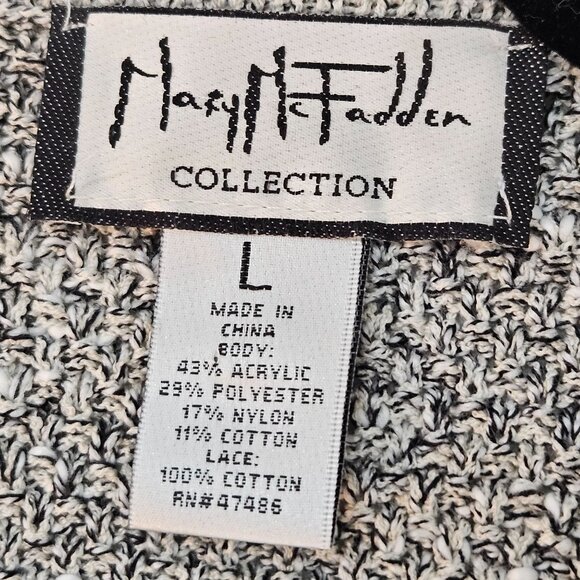 Mary McFadden
COLLECTION
L
MADE IN
CHINA
BODY:
43% ACRYLIC
29% POLYESTER
17% NYLON
11% COTTON
LACE:
100% COTTON
RN#47486